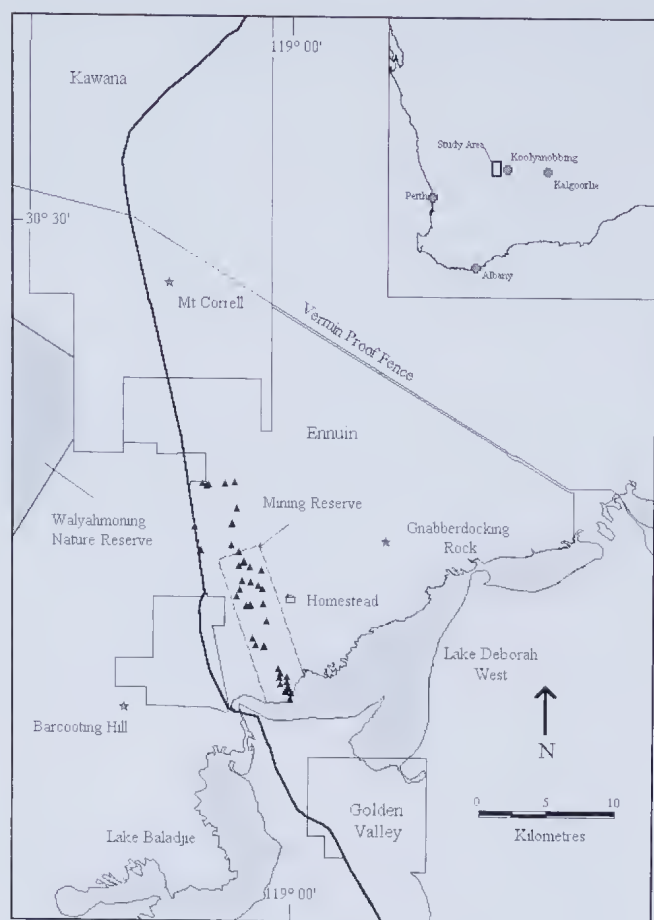 119° 00'
Kawana
Study Area
Koolyanobbing
Kalgoorlie
Perth
Albany
30° 30'
Mt Correll
Vermin Proof Fence
Ennuin
Mining Reserve
Walyahmoning
Nature Reserve
Gnabberdocking
Rock
Homestead
Lake Deborah
West
Barcooting Hill
N
Golden
Valley
0 5 10
Kilometres
Lake Baladjie
119° 00'